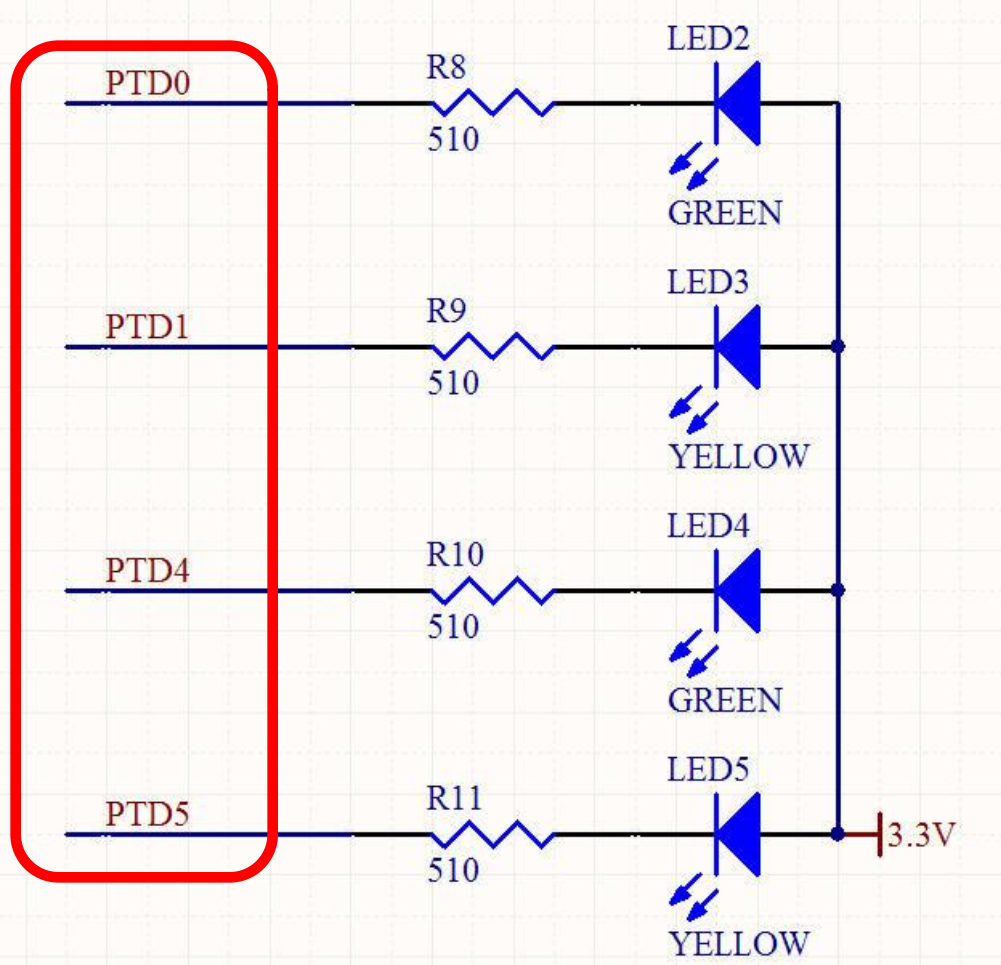 LED2
R8
PTD0
510
GREEN
LED3
R9
PTD1
510
YELLOW
LED4
R10
PTD4
510
GREEN
LED5
R11
PTD5
3.3V
510
YELLOW